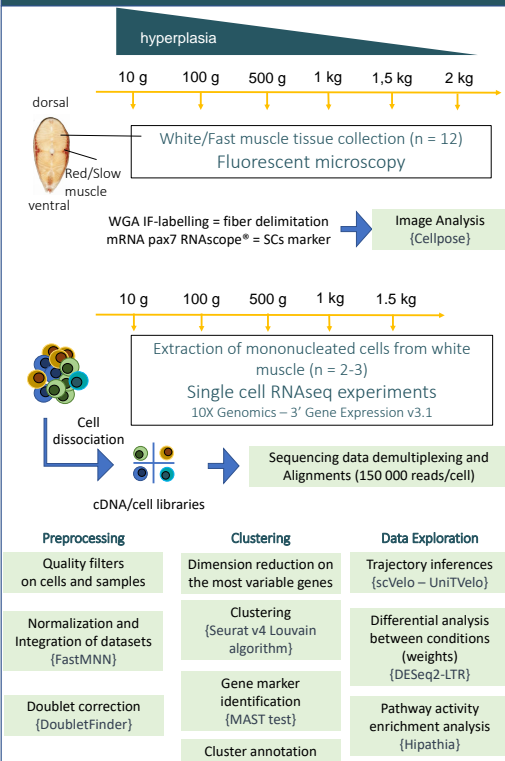 hyperplasia
10 g 100 g 500 g 1 kg 1,5 kg 2 kg
dorsal
White/Fast muscle tissue collection (n = 12)
Fluorescent microscopy
Red/Slow
muscle
ventral
WGA IF-labelling = fiber delimitation
mRNA pax7 RNAscope® = SCs marker
Image Analysis
{Cellpose}
10 g 100 g 500 g 1 kg 1.5 kg
Extraction of mononucleated cells from white
muscle (n = 2-3)
Single cell RNAseq experiments
10X Genomics – 3’ Gene Expression v3.1
Cell
dissociation
cDNA/cell libraries
Sequencing data demultiplexing and
Alignments (150 000 reads/cell)
Preprocessing
Quality filters
on cells and samples
Normalization and
Integration of datasets
{FastMNN}
Doublet correction
{DoubletFinder}
Clustering
Dimension reduction on
the most variable genes
Clustering
{Seurat v4 Louvain
algorithm}
Gene marker
identification
{MAST test}
Cluster annotation
Data Exploration
Trajectory inferences
{scVelo – UniTVelo}
Differential analysis
between conditions
(weights)
{DESeq2-LTR}
Pathway activity
enrichment analysis
{Hipathia}